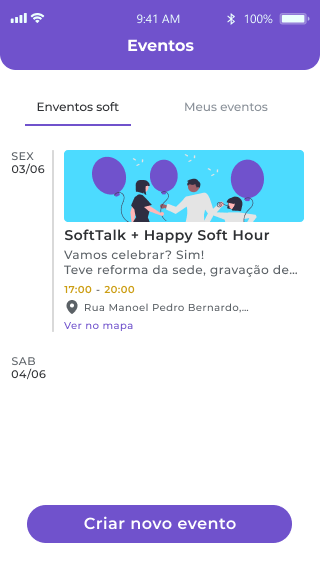 9:41 AM
100%
Eventos
Enventos soft
Meus eventos
SEX
03/06
SoftTalk + Happy Soft Hour
Vamos celebrar? Sim!
Teve reforma da sede, gravação de...
17:00 - 20:00
Rua Manoel Pedro Bernardo,...
Ver no mapa
SAB
04/06
Criar novo evento